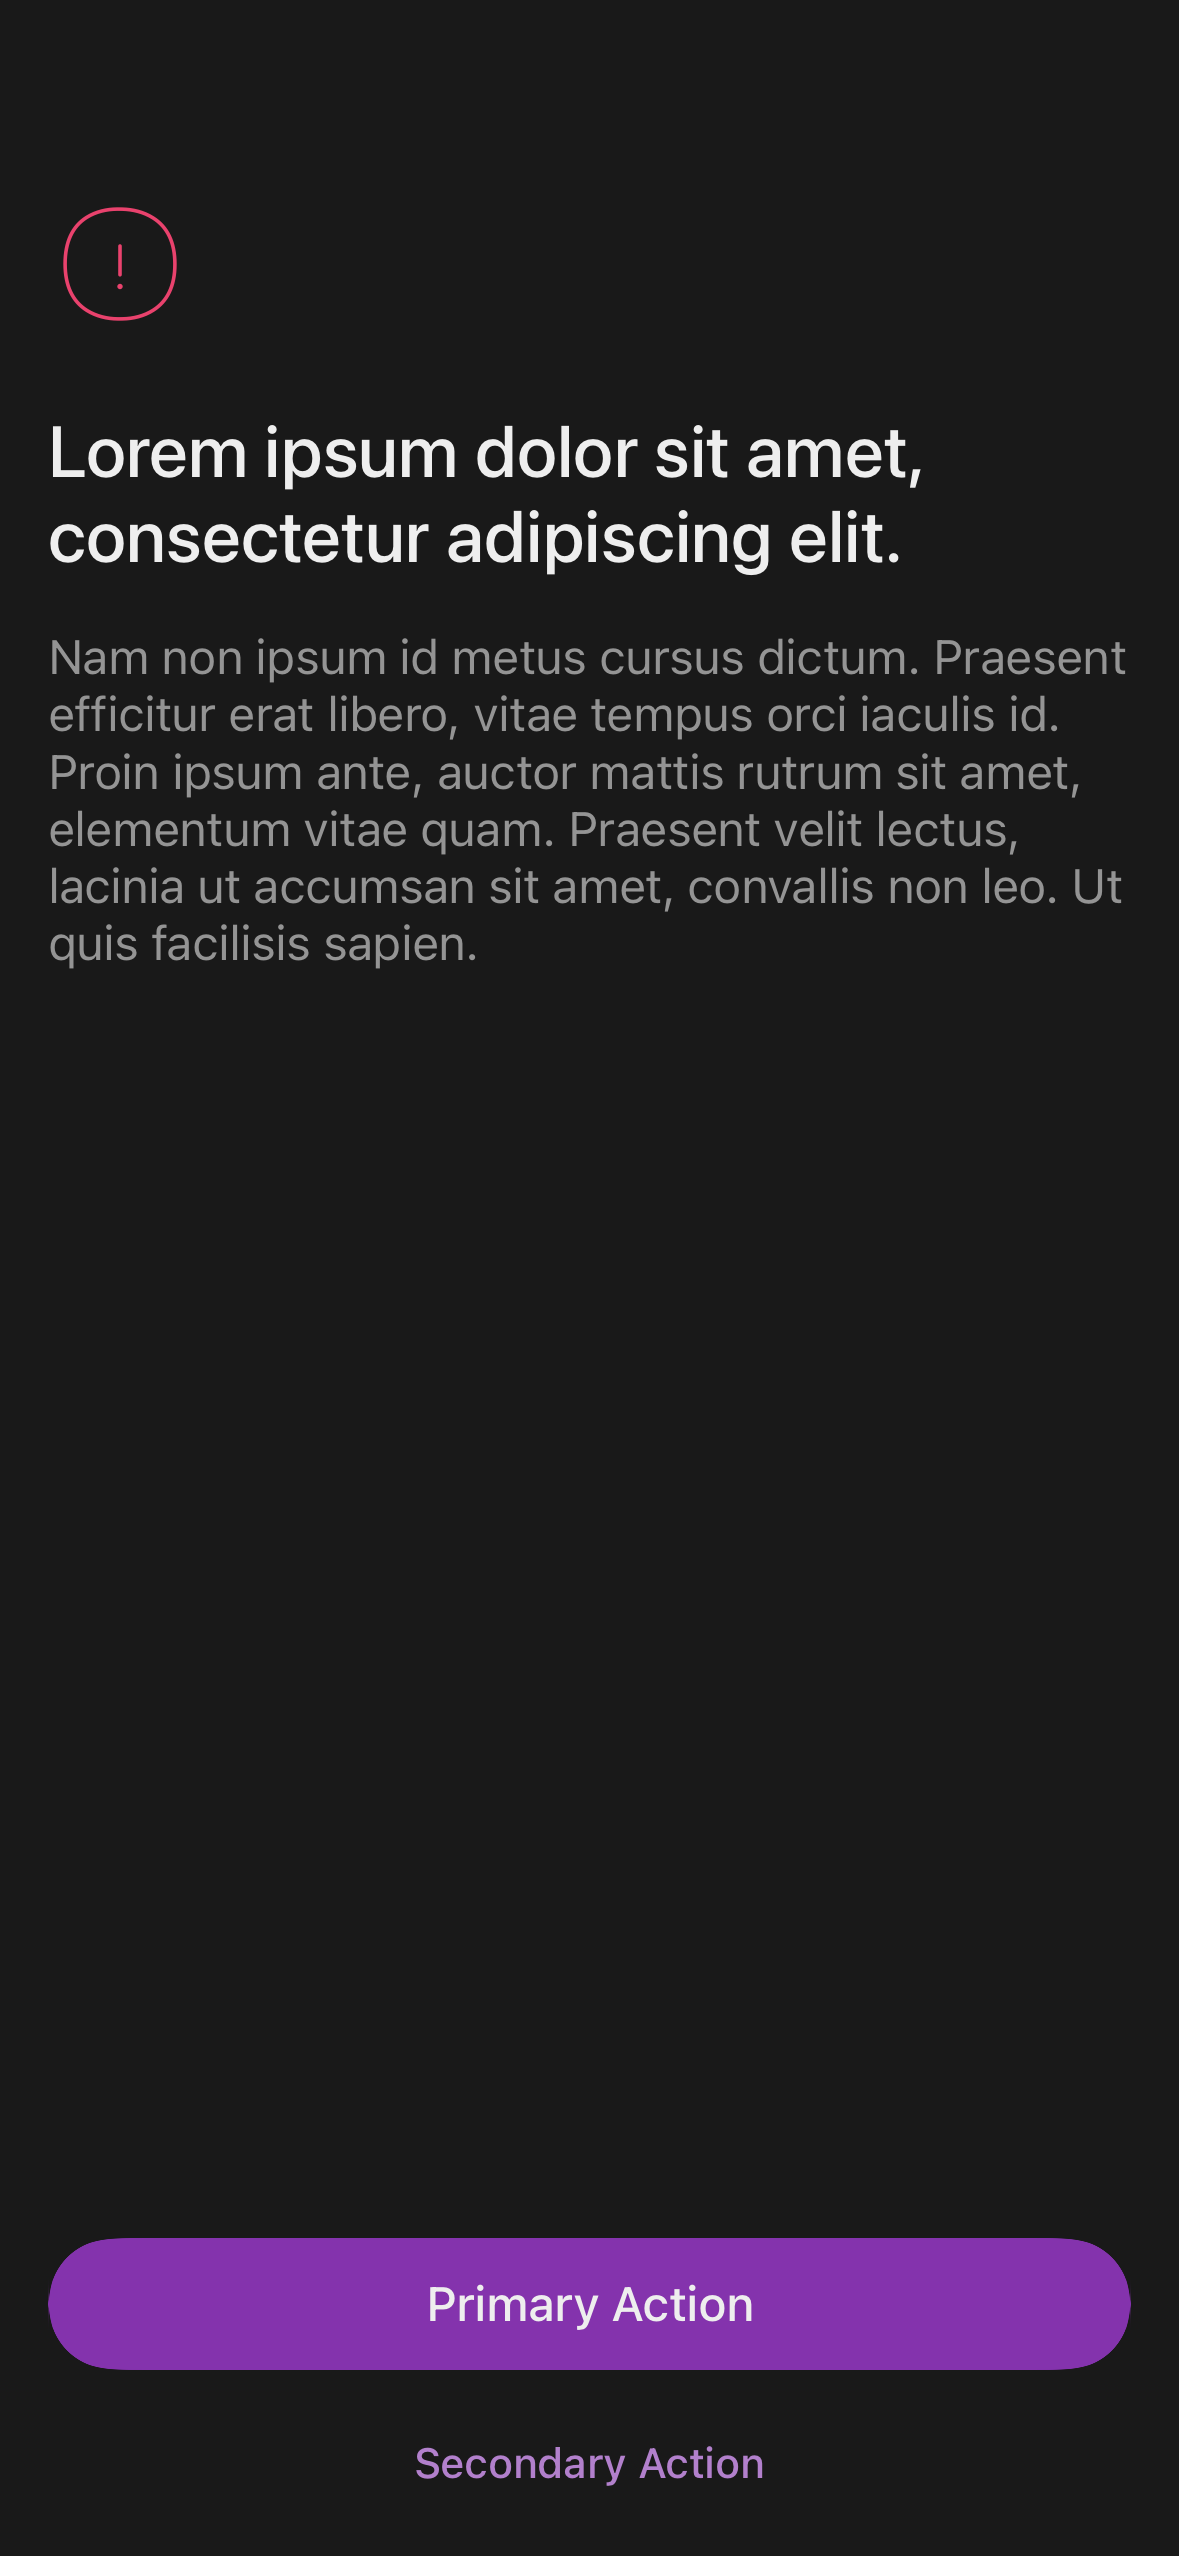 Lorem ipsum dolor sit amet,
consectetur adipiscing elit.
Nam non ipsum id metus cursus dictum. Praesent
efficitur erat libero, vitae tempus orci iaculis id.
Proin ipsum ante, auctor mattis rutrum sit amet,
elementum vitae quam. Praesent velit lectus,
lacinia ut accumsan sit amet, convallis non leo. Ut
quis facilisis sapien.
Primary Action
Secondary Action